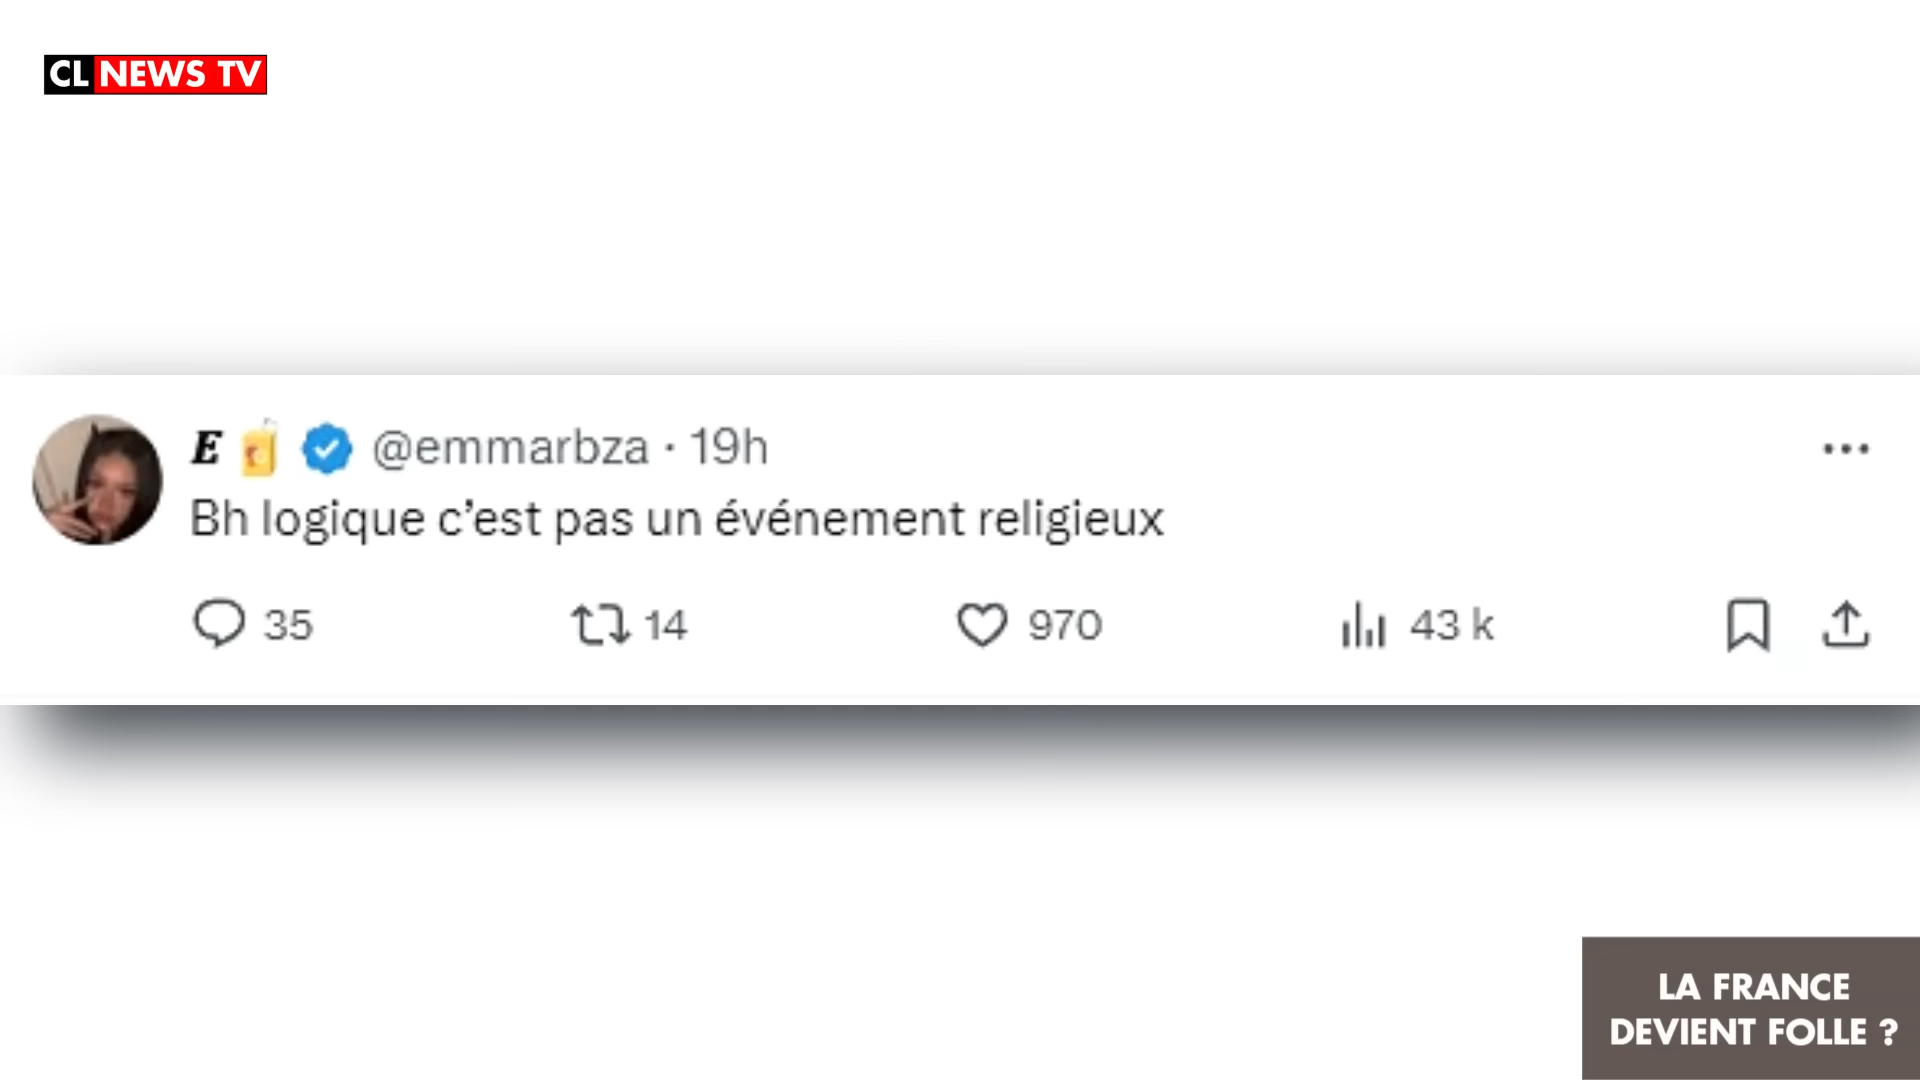 CL NEWS TV
E @emmarbza · 19h
Bh logique c’est pas un événement religieux
35 14 970 43 k
LA FRANCE
DEVIENT FOLLE ?